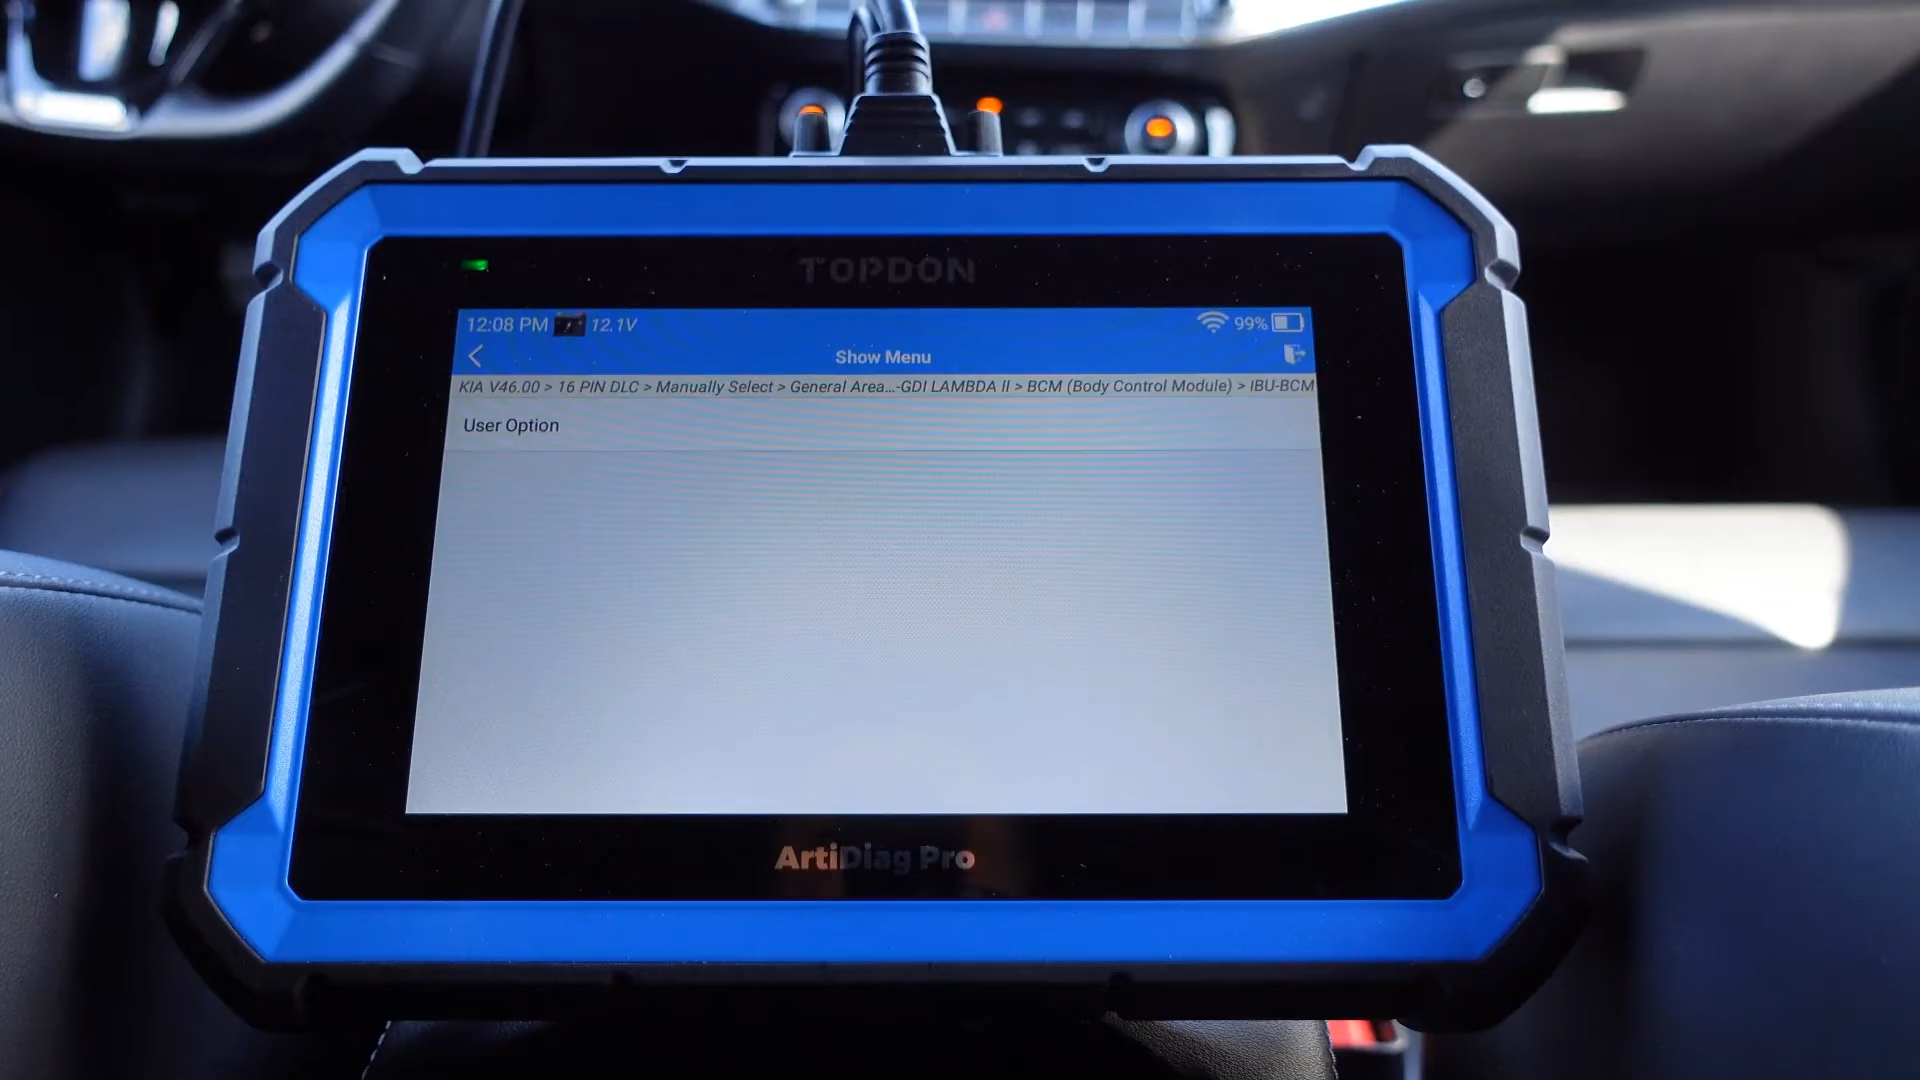 TOPDON
12:08 PM 12.1V 99%
Show Menu
KIA V46.00 > 16 PIN DLC > Manually Select > General Area...-GDI LAMBDA II > BCM (Body Control Module) > IBU-BCM
User Option
ArtiDiag Pro